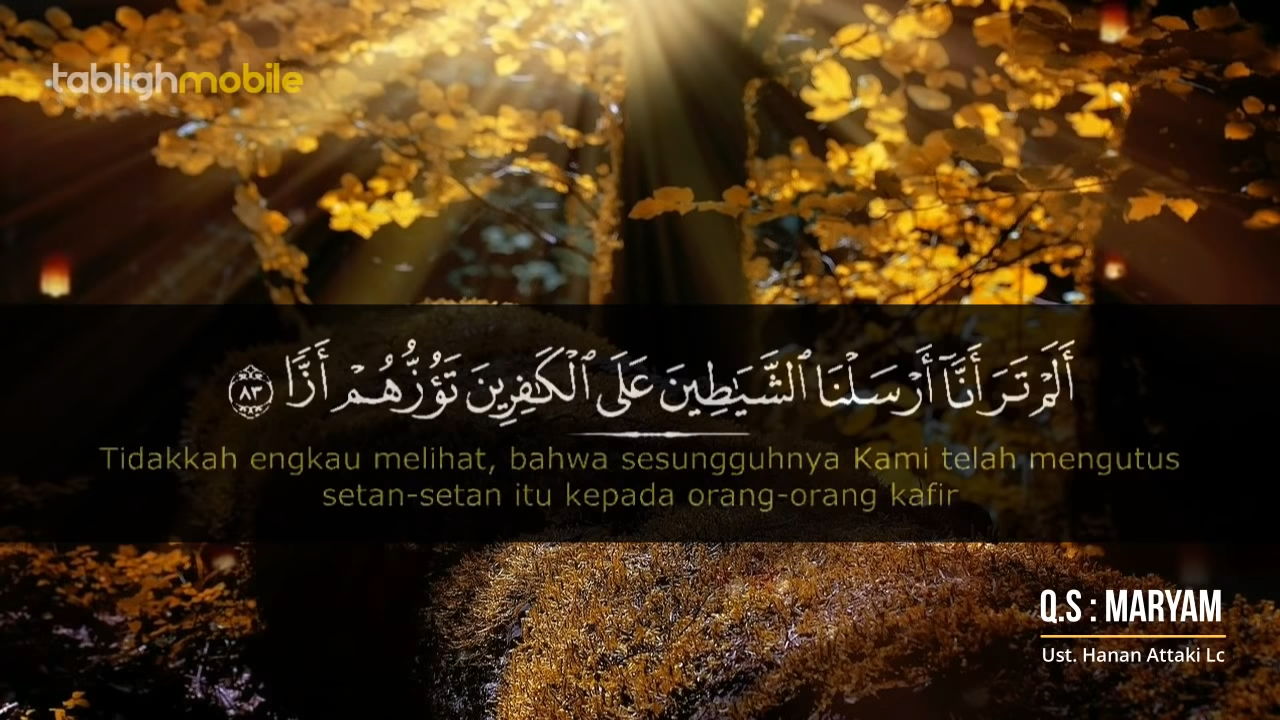 tablighmobile
أَلَمْ تَرَ أَنَّآ أَرْسَلْنَا ٱلشَّيَٰطِينَ عَلَى ٱلْكَٰفِرِينَ تَؤُزُّهُمْ أَزًّا ٨٣
Tidakkah engkau melihat, bahwa sesungguhnya Kami telah mengutus
setan-setan itu kepada orang-orang kafir
Q.S : MARYAM
Ust. Hanan Attaki Lc